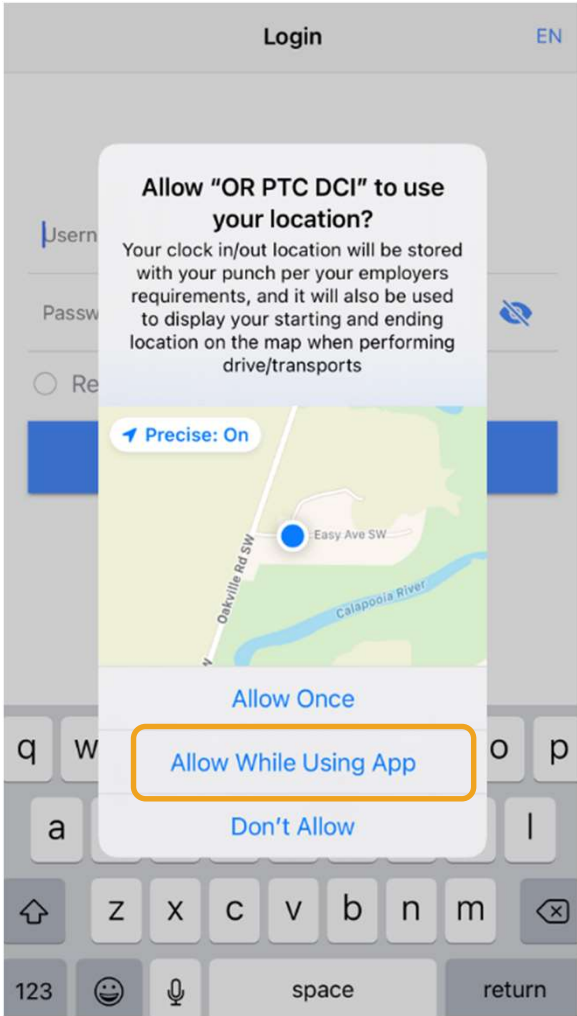 Login
EN
Allow “OR PTC DCI” to use
your location?
Usern
Your clock in/out location will be stored
with your punch per your employers
requirements, and it will also be used
to display your starting and ending
location on the map when performing
drive/transports
Passw
Re
Precise: On
Easy Ave SW
Oakville Rd SW
Calapooia River
W
Allow Once
q w o p
Allow While Using App
a l
Don’t Allow
z x c v b n m
123 space return